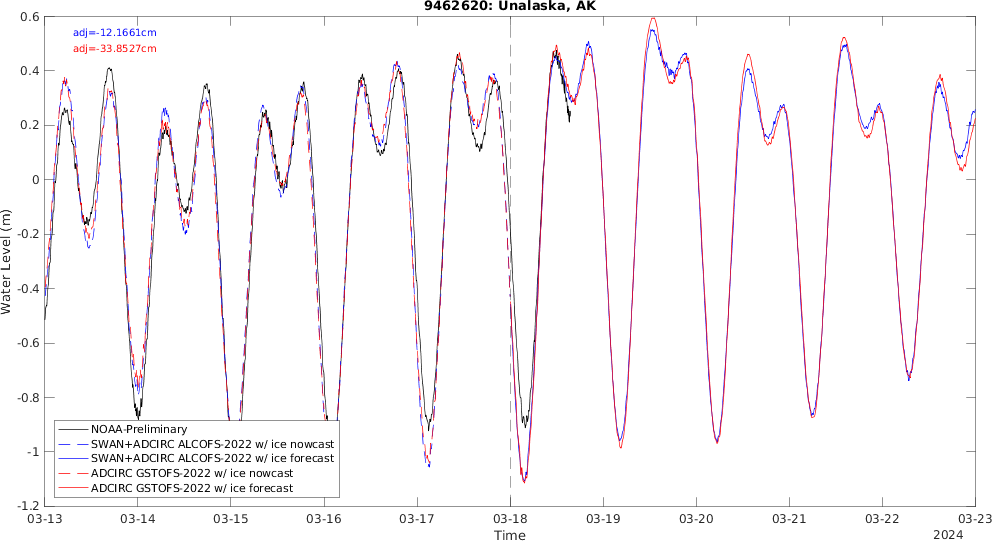 9462620: Unalaska, AK
adj=-12.1661cm
adj=-33.8527cm
0.6
0.4
0.2
0
-0.2
-0.4
-0.6
-0.8
-1
-1.2
Water Level (m)
NOAA-Preliminary
SWAN+ADCIRC ALCOFS-2022 w/ ice nowcast
SWAN+ADCIRC ALCOFS-2022 w/ ice forecast
ADCIRC GSTOFS-2022 w/ ice nowcast
ADCIRC GSTOFS-2022 w/ ice forecast
03-13 03-14 03-15 03-16 03-17 03-18 03-19 03-20 03-21 03-22 03-23
Time
2024